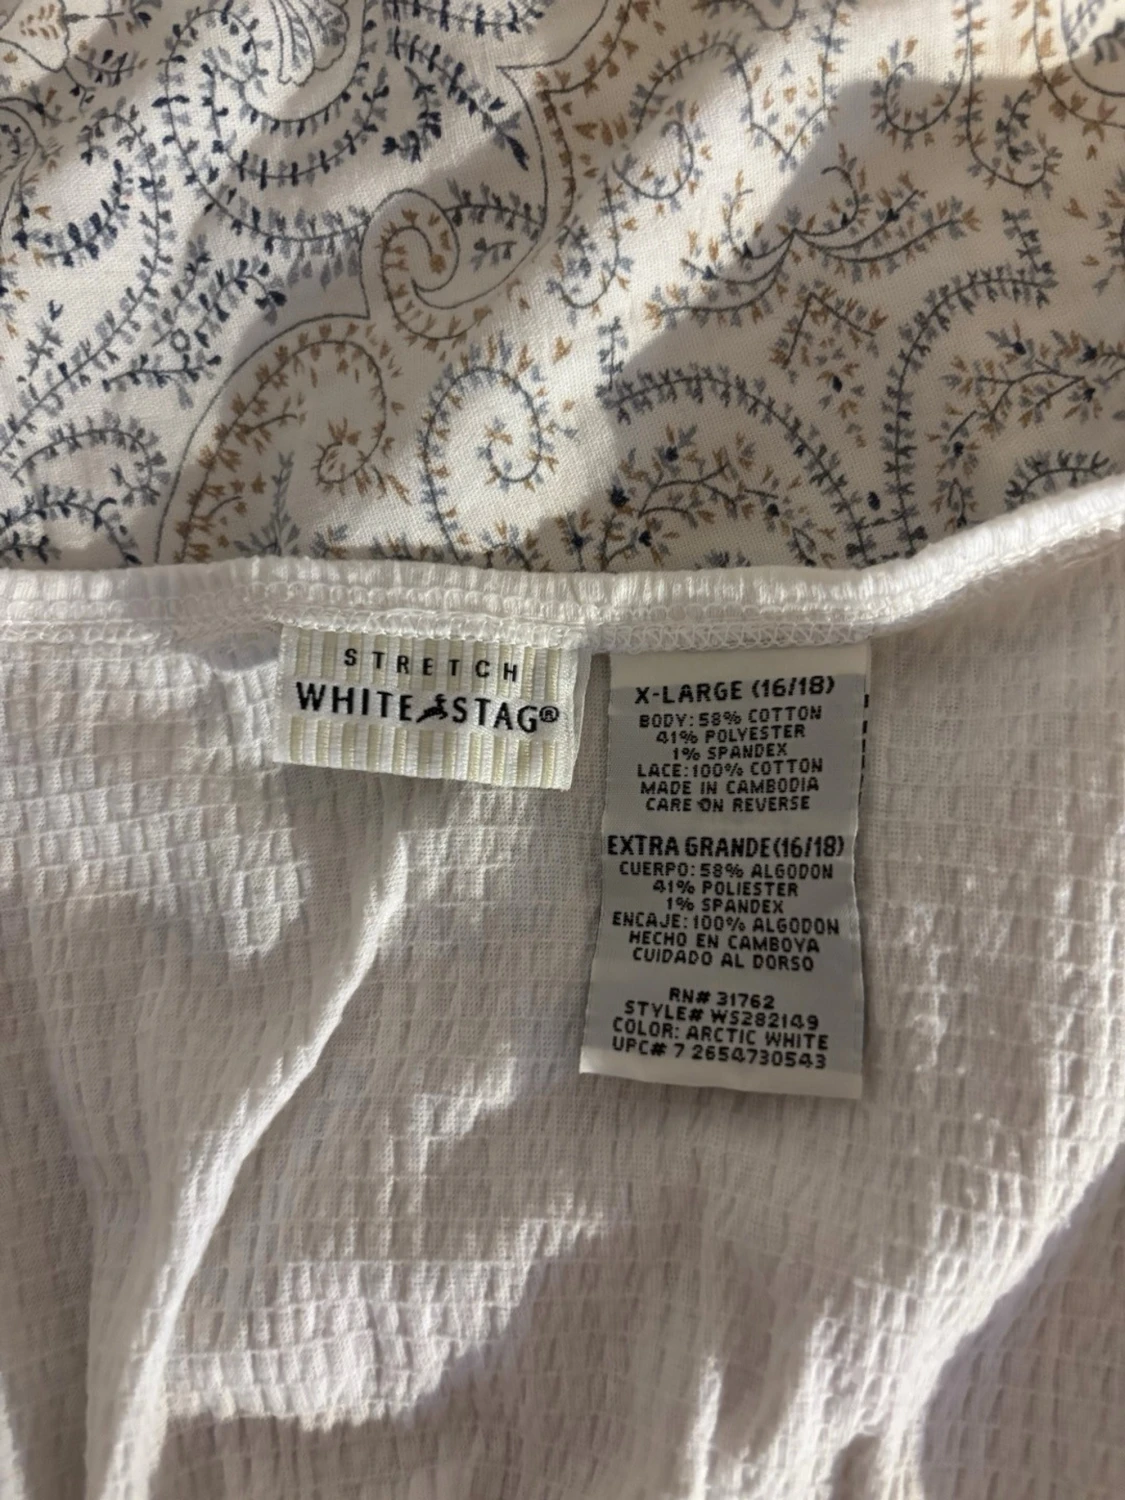 STRETCH
WHITE STAG®
X-LARGE (16/18)
BODY: 58% COTTON
41% POLYESTER
1% SPANDEX
LACE: 100% COTTON
MADE IN CAMBODIA
CARE ON REVERSE
EXTRA GRANDE(16/18)
CUERPO: 58% ALGODON
41% POLIESTER
1% SPANDEX
ENCAJE: 100% ALGODON
HECHO EN CAMBOYA
CUIDADO AL DORSO
RN# 31762
STYLE# WS282149
COLOR: ARCTIC WHITE
UPC# 7 2654730543